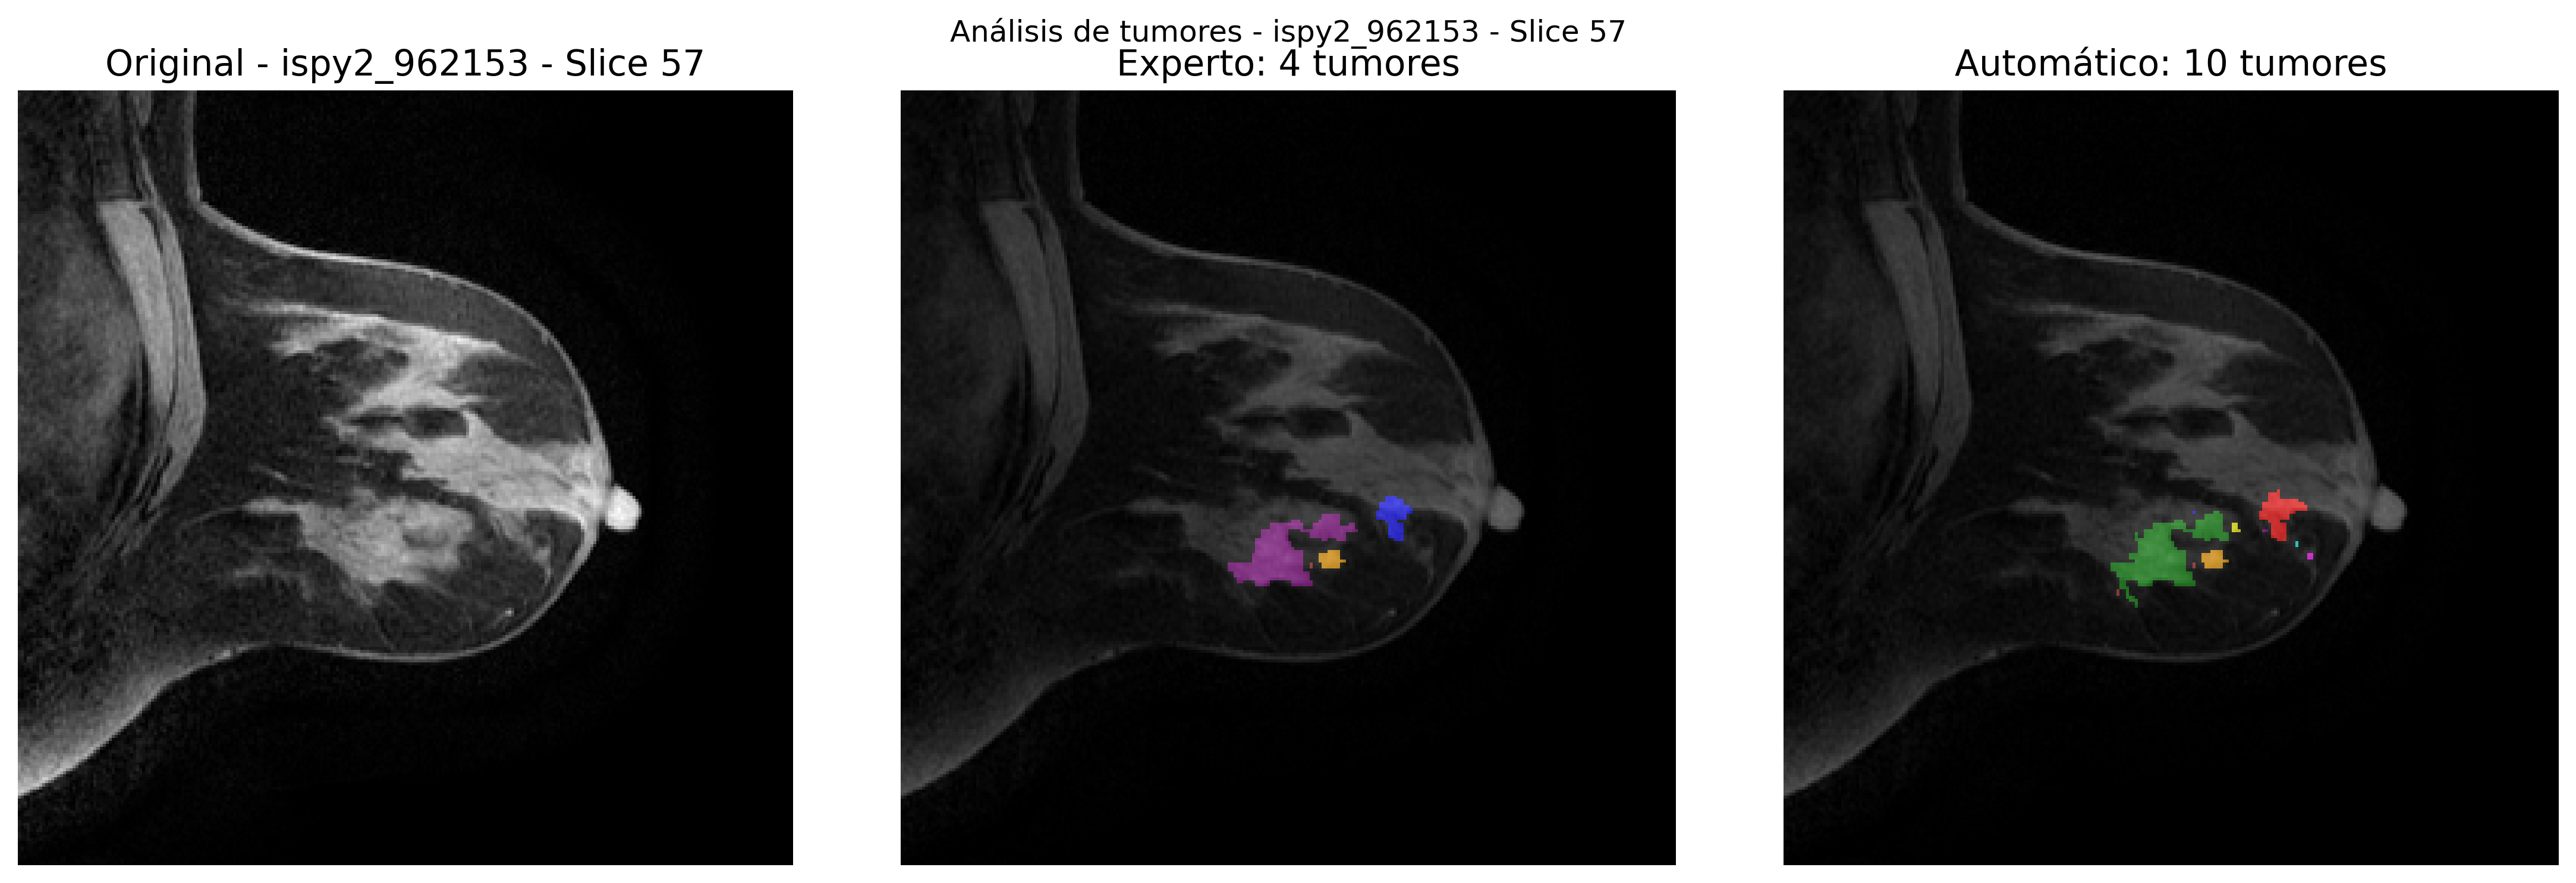 Análisis de tumores - ispy2_962153 - Slice 57
Original - ispy2_962153 - Slice 57
Experto: 4 tumores
Automático: 10 tumores